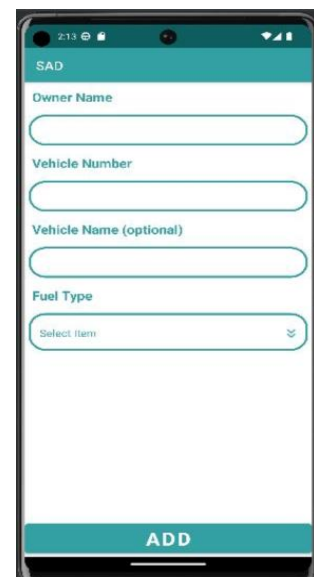 2:13
SAD
Owner Name
Vehicle Number
Vehicle Name (optional)
Fuel Type
Select Item
ADD